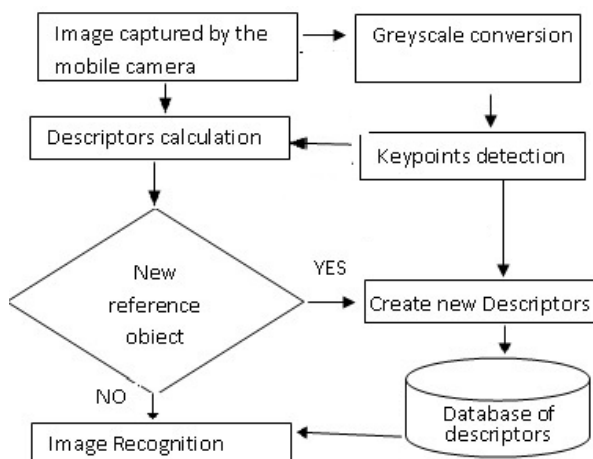 Image captured by the
mobile camera
Greyscale conversion
Descriptors calculation
Keypoints detection
New
reference
obiect
YES
Create new Descriptors
NO
Database of
descriptors
Image Recognition